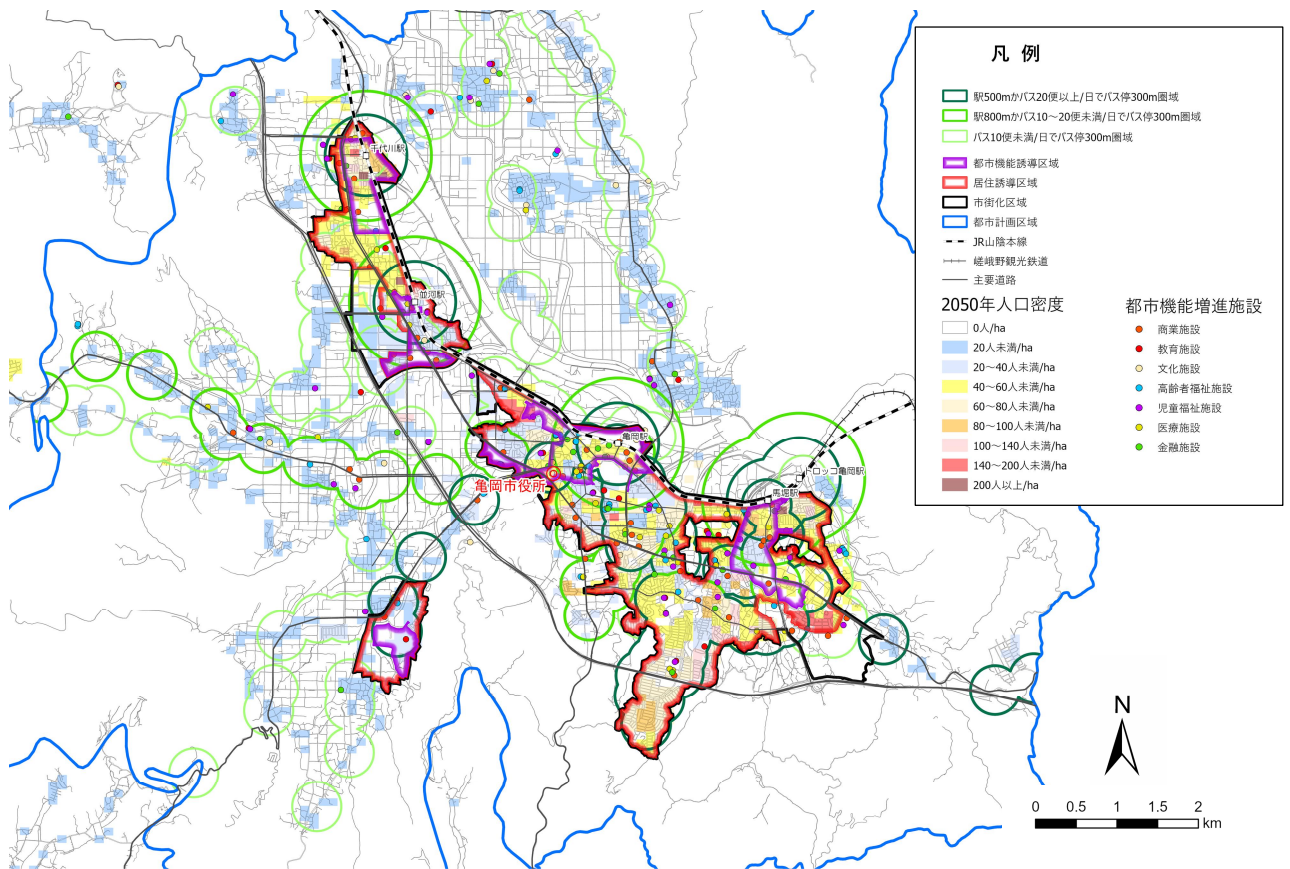 凡 例
駅500mかバス20便以上/日でバス停300m圏域
駅800mかバス10～20便未満/日でバス停300m圏域
バス10便未満/日でバス停300m圏域
都市機能誘導区域
居住誘導区域
市街化区域
都市計画区域
JR山陰本線
嵯峨野観光鉄道
主要道路
2050年人口密度
0人/ha
20人未満/ha
20～40人未満/ha
40～60人未満/ha
60～80人未満/ha
80～100人未満/ha
100～140人未満/ha
140～200人未満/ha
200人以上/ha
都市機能増進施設
商業施設
教育施設
文化施設
高齢者福祉施設
児童福祉施設
医療施設
金融施設
千代川駅
並河駅
亀岡駅
トロッコ亀岡駅
馬堀駅
亀岡市役所
N
0 0.5 1 1.5 2
km